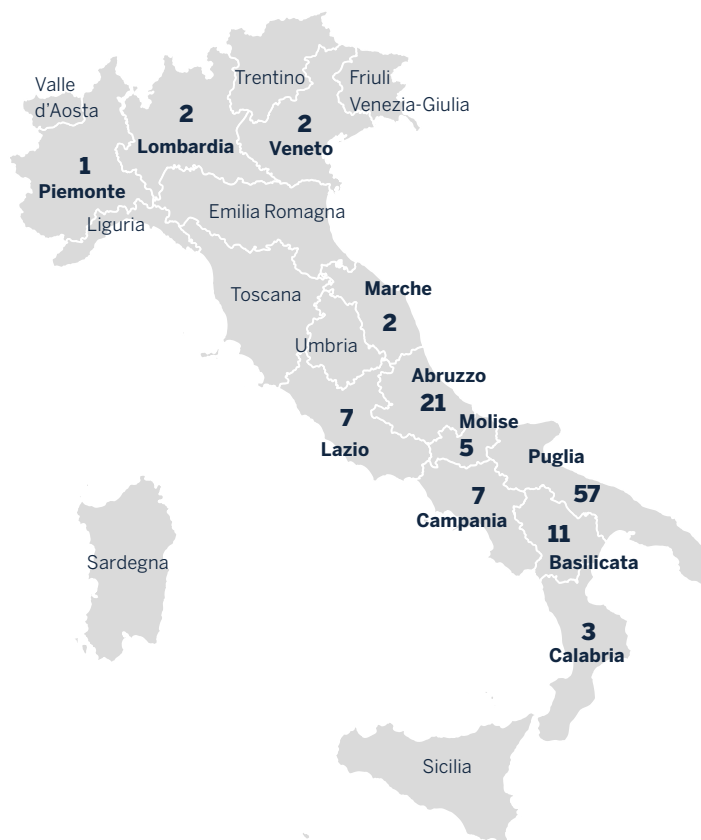 Valle
d'Aosta
Trentino
Friuli
Venezia-Giulia
2
Lombardia
2
Veneto
1
Piemonte
Emilia Romagna
Liguria
Toscana
Marche
2
Umbria
Abruzzo
21
Molise
5
7
Lazio
Puglia
57
7
Campania
11
Basilicata
Sardegna
3
Calabria
Sicilia